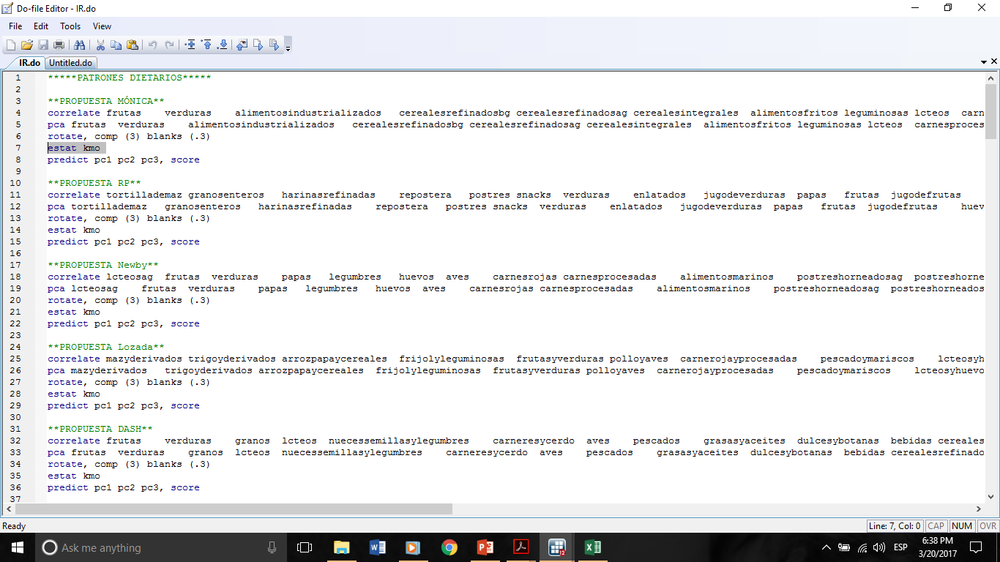 Do-file Editor - IR.do
File Edit Tools View
IR.do Untitled.do
1 *****PATRONES DIETARIOS*****
2
3 **PROPUESTA MÓNICA**
4 correlate frutas verduras alimentosindustrializados cerealesrefinadosbg cerealesrefinadosag cerealesintegrales alimentosfritos leguminosas lcteos carn
5 pca frutas verduras alimentosindustrializados cerealesrefinadosbg cerealesrefinadosag cerealesintegrales alimentosfritos leguminosas lcteos carnesproces
6 rotate, comp (3) blanks (.3)
7 estat kmo
8 predict pc1 pc2 pc3, score
9
10 **PROPUESTA RP**
11 correlate tortillademaz granosenteros harinasrefinadas repostera postres snacks verduras enlatados jugodeverduras papas frutas jugodefrutas
12 pca tortillademaz granosenteros harinasrefinadas repostera postres snacks verduras enlatados jugodeverduras papas frutas jugodefrutas huev
13 rotate, comp (3) blanks (.3)
14 estat kmo
15 predict pc1 pc2 pc3, score
16
17 **PROPUESTA Newby**
18 correlate lcteosag frutas verduras papas legumbres huevos aves carnesrojas carnesprocesadas alimentosmarinos postreshorneadosag postreshorne
19 pca lcteosag frutas verduras papas legumbres huevos aves carnesrojas carnesprocesadas alimentosmarinos postreshorneadosag postreshorneados
20 rotate, comp (3) blanks (.3)
21 estat kmo
22 predict pc1 pc2 pc3, score
23
24 **PROPUESTA Lozada**
25 correlate mazyderivados trigoyderivados arrozpapaycereales frijolyleguminosas frutasyverduras polloyaves carnerojayprocesadas pescadoymariscos lcteosyh
26 pca mazyderivados trigoyderivados arrozpapaycereales frijolyleguminosas frutasyverduras polloyaves carnerojayprocesadas pescadoymariscos lcteosyhuevo
27 rotate, comp (3) blanks (.3)
28 estat kmo
29 predict pc1 pc2 pc3, score
30
31 **PROPUESTA DASH**
32 correlate frutas verduras granos lcteos nuecessemillasylegumbres carneresycerdo aves pescados grasasyaceites dulcesybotanas bebidas cereales
33 pca frutas verduras granos lcteos nuecessemillasylegumbres carneresycerdo aves pescados grasasyaceites dulcesybotanas bebidas cerealesrefinado
34 rotate, comp (3) blanks (.3)
35 estat kmo
36 predict pc1 pc2 pc3, score
37
Ready Line: 7, Col: 0 CAP NUM OVR
Ask me anything 12 ESP 6:38 PM
3/20/2017